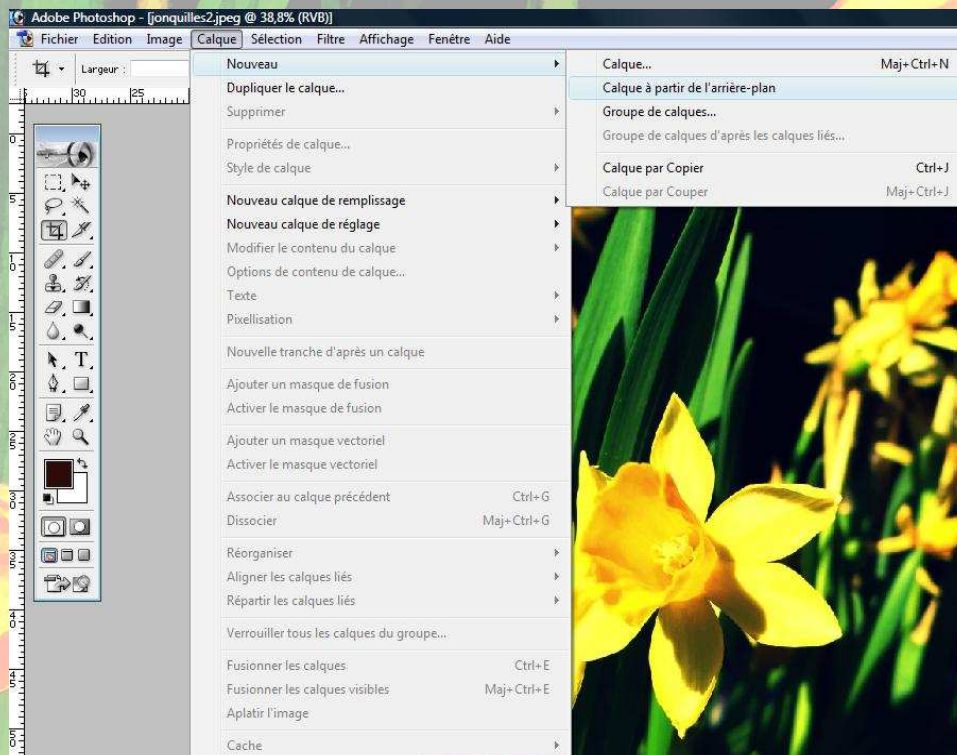 Adobe Photoshop - [jonquilles2.jpeg @ 38,8% (RVB)]
Fichier Edition Image Calque Sélection Filtre Affichage Fenêtre Aide
Largeur :
30 25
Nouveau
Dupliquer le calque...
Supprimer
Propriétés de calque...
Style de calque
Nouveau calque de remplissage
Nouveau calque de réglage
Modifier le contenu du calque
Options de contenu de calque...
Texte
Pixellisation
Nouvelle tranche d'après un calque
Ajouter un masque de fusion
Activer le masque de fusion
Ajouter un masque vectoriel
Activer le masque vectoriel
Associer au calque précédent Ctrl+G
Dissocier Maj+Ctrl+G
Réorganiser
Aligner les calques liés
Répartir les calques liés
Verrouiller tous les calques du groupe...
Fusionner les calques Ctrl+E
Fusionner les calques visibles Maj+Ctrl+E
Aplatir l'image
Cache
Calque... Maj+Ctrl+N
Calque à partir de l'arrière-plan
Groupe de calques...
Groupe de calques d'après les calques liés...
Calque par Copier Ctrl+J
Calque par Couper Maj+Ctrl+J